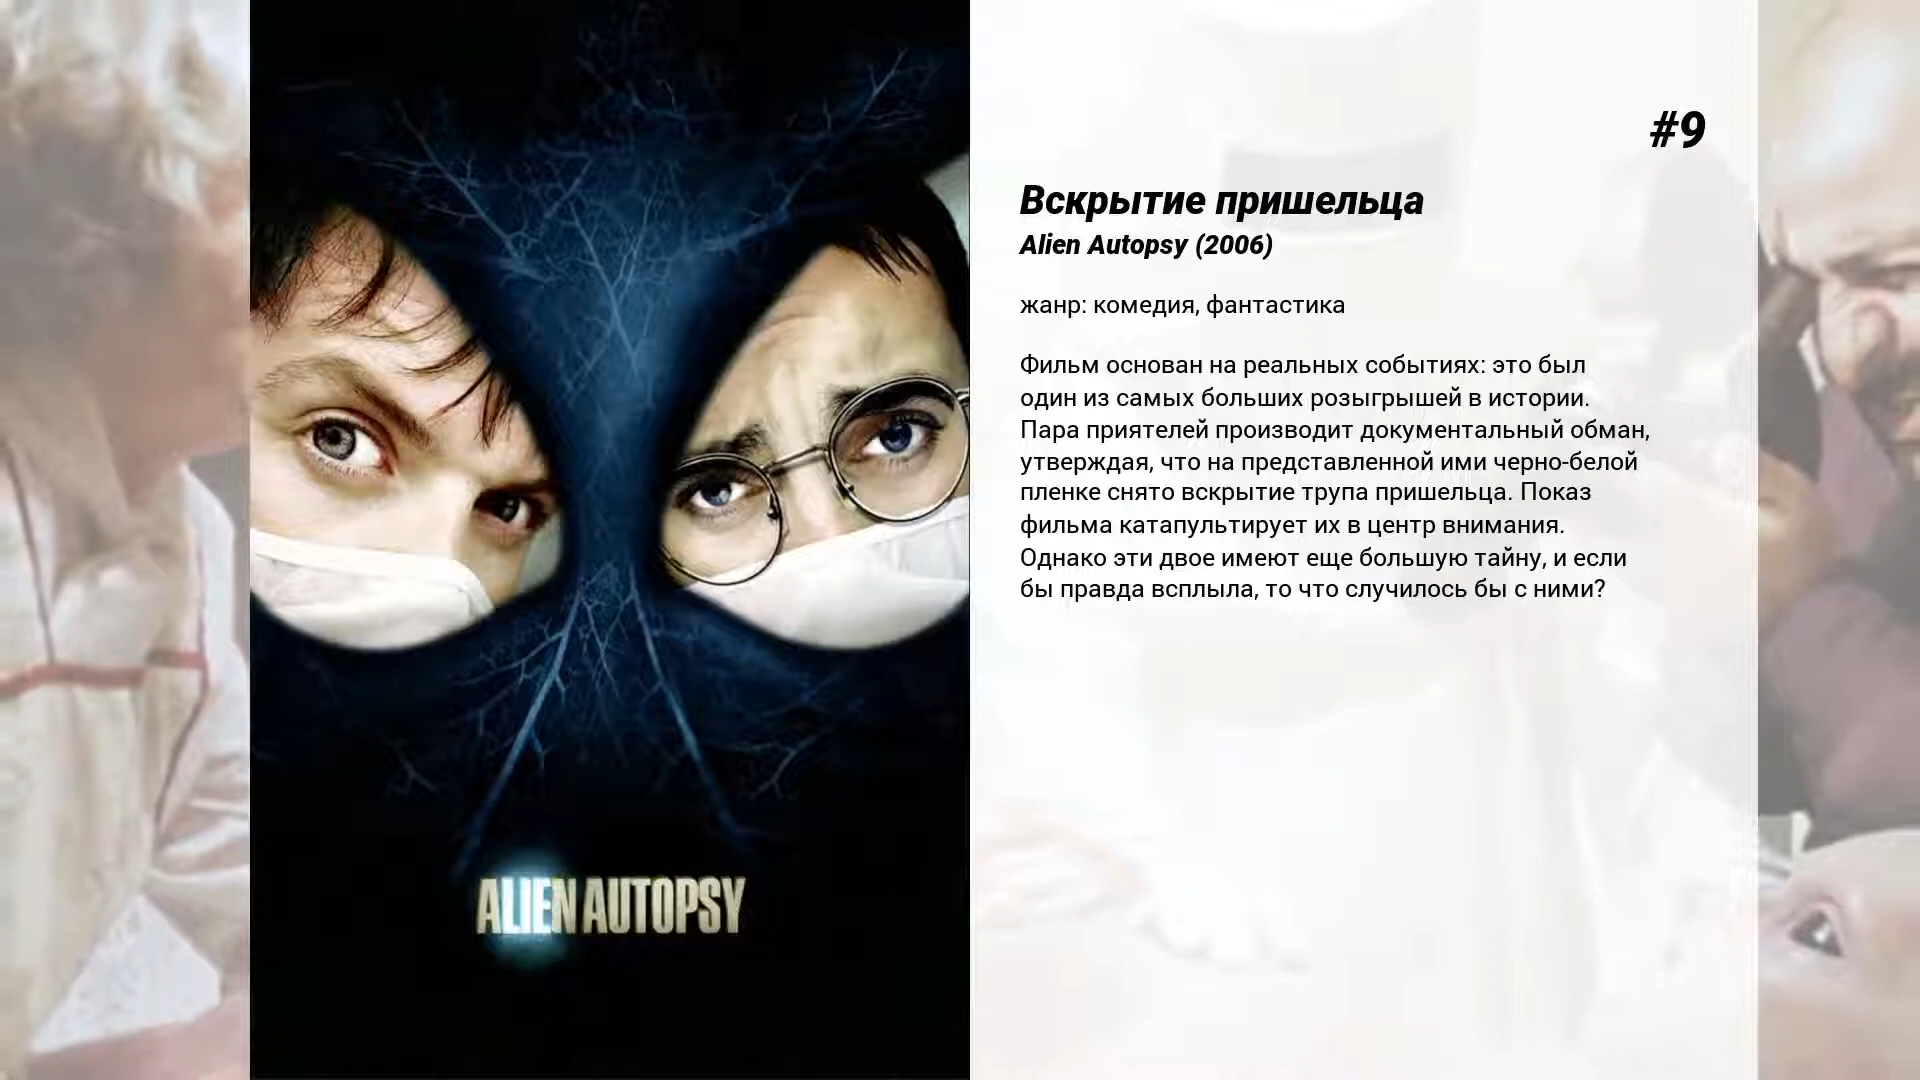 #9
Вскрытие пришельца
Alien Autopsy (2006)
жанр: комедия, фантастика
Фильм основан на реальных событиях: это был
один из самых больших розыгрышей в истории.
Пара приятелей производит документальный обман,
утверждая, что на представленной ими черно-белой
пленке снято вскрытие трупа пришельца. Показ
фильма катапультирует их в центр внимания.
Однако эти двое имеют еще большую тайну, и если
бы правда всплыла, то что случилось бы с ними?
ALIEN AUTOPSY